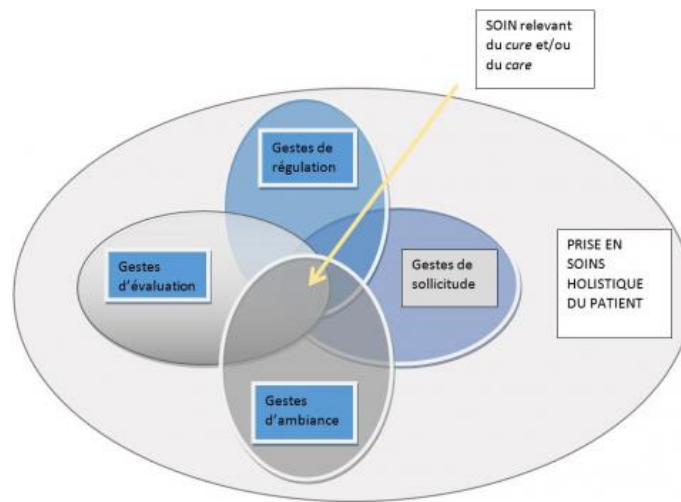 SOIN relevant
du cure et/ou
du care
Gestes de
régulation
Gestes
d'évaluation
Gestes de
sollicitude
PRISE EN
SOINS
HOLISTIQUE
DU PATIENT
Gestes
d'ambiance